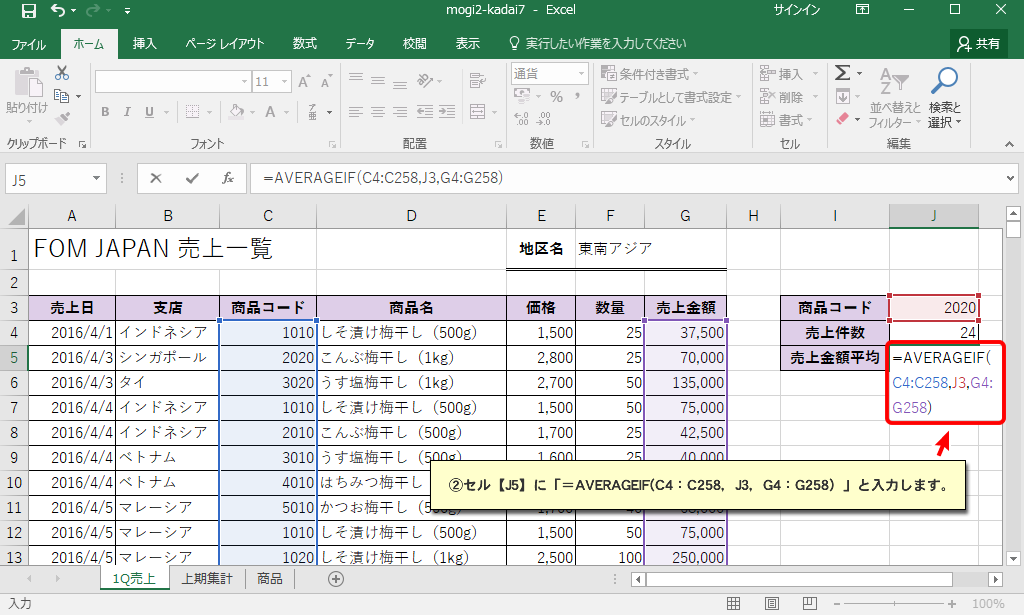 mogi2-kadai7 - Excel
サインイン
ファイル ホーム 挿入 ページ レイアウト 数式 データ 校閲 表示 実行したい作業を入力してください 共有
11 通貨 条件付き書式 挿入 Σ
貼り付け テーブルとして書式設定 削除 並べ替えと フィルター 検索と 選択
B I U A % , セルのスタイル 書式
クリップボード フォント 配置 数値 スタイル セル 編集
J5 fx =AVERAGEIF(C4:C258,J3,G4:G258)
A B C D E F G H I J
1 FOM JAPAN 売上一覧 地区名 東南アジア
2
3 売上日 支店 商品コード 商品名 価格 数量 売上金額 商品コード 2020
4 2016/4/1 インドネシア 1010 しそ漬け梅干し（500g） 1,500 25 37,500 売上件数 24
5 2016/4/3 シンガポール 2020 こんぶ梅干し（1kg） 2,800 25 70,000 売上金額平均 =AVERAGEIF(
6 2016/4/3 タイ 3020 うす塩梅干し（1kg） 2,700 50 135,000 C4:C258,J3,G4:
7 2016/4/4 インドネシア 1010 しそ漬け梅干し（500g） 1,500 50 75,000 G258)
8 2016/4/4 インドネシア 2010 こんぶ梅干し（500g） 1,700 25 42,500
9 2016/4/4 ベトナム 3010 うす塩梅干し（500g） 1,600 25 40,000
10 2016/4/4 ベトナム 4010 はちみつ梅干し
②セル【J5】に「＝AVERAGEIF(C4：C258，J3，G4：G258）」と入力します。
11 2016/4/5 マレーシア 5010 かつお梅干し（500g）
12 2016/4/5 マレーシア 1010 しそ漬け梅干し（500g） 1,500 50 75,000
13 2016/4/5 マレーシア 1020 しそ漬け梅干し（1kg） 2,500 100 250,000
1Q売上 上期集計 商品
入力 100%